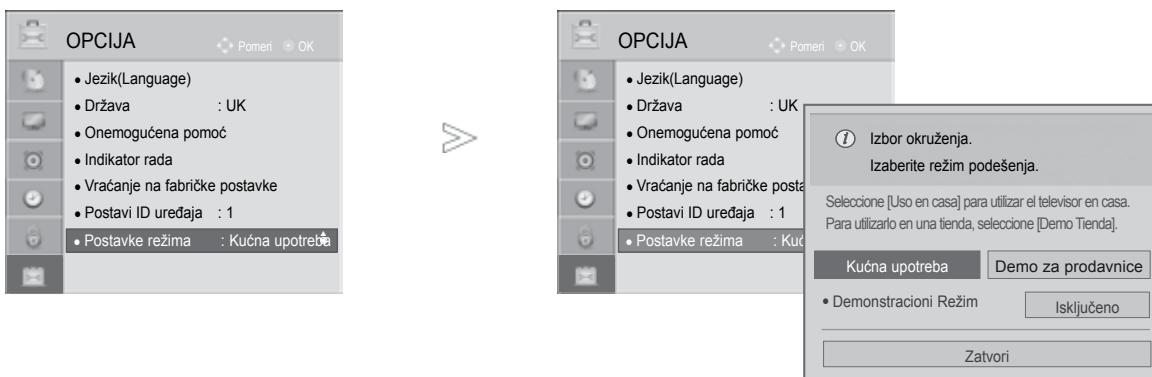 OPCIJA
Pomeri OK
• Jezik(Language)
• Država : UK
• Onemogućena pomoć
• Indikator rada
• Vraćanje na fabričke postavke
• Postavi ID uređaja : 1
• Postavke režima : Kućna upotreba
>
OPCIJA
Pomeri OK
• Jezik(Language)
• Država : UK
• Onemogućena pomoć
• Indikator rada
• Vraćanje na fabričke posta
• Postavi ID uređaja : 1
• Postavke režima : Kuć
i Izbor okruženja.
Izaberite režim podešenja.
Seleccione [Uso en casa] para utilizar el televisor en casa.
Para utilizarlo en una tienda, seleccione [Demo Tienda].
Kućna upotreba Demo za prodavnice
• Demonstracioni Režim Isključeno
Zatvori